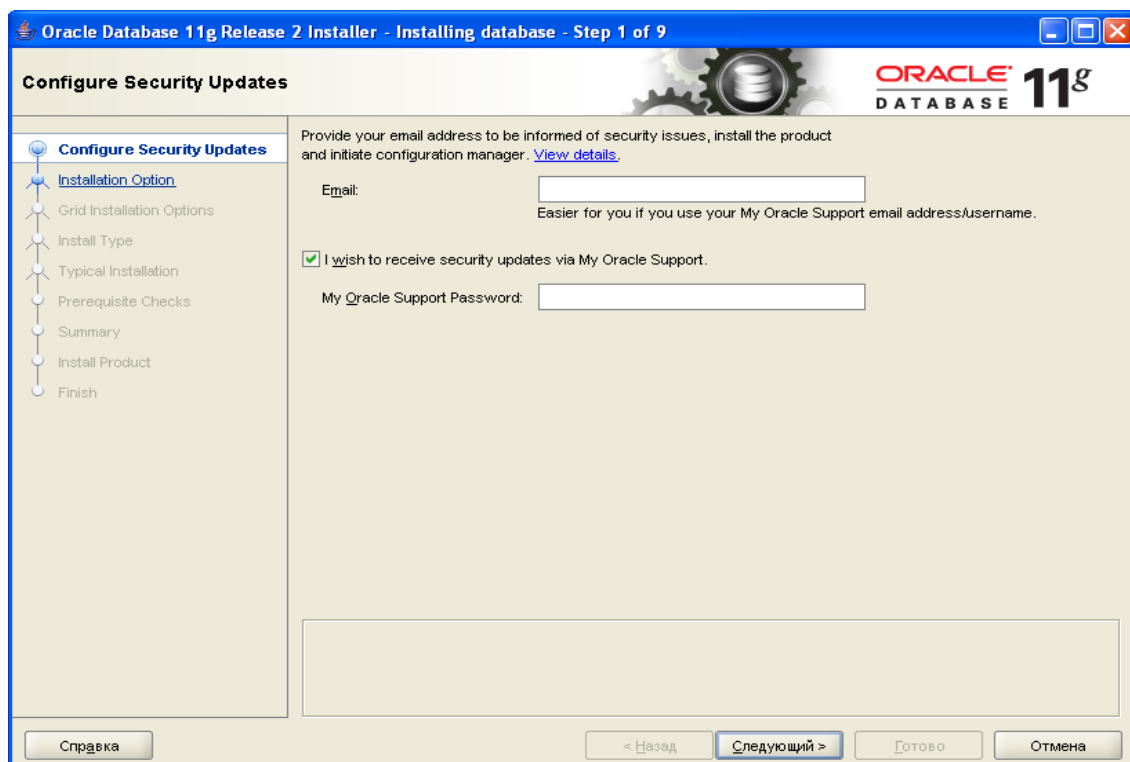 Oracle Database 11g Release 2 Installer - Installing database - Step 1 of 9
Configure Security Updates
ORACLE
DATABASE
11g
Configure Security Updates
Installation Option
Grid Installation Options
Install Type
Typical Installation
Prerequisite Checks
Summary
Install Product
Finish
Provide your email address to be informed of security issues, install the product
and initiate configuration manager. View details.
Email:
Easier for you if you use your My Oracle Support email address/username.
I wish to receive security updates via My Oracle Support.
My Oracle Support Password:
Справка
< Назад
Следующий >
Готово
Отмена